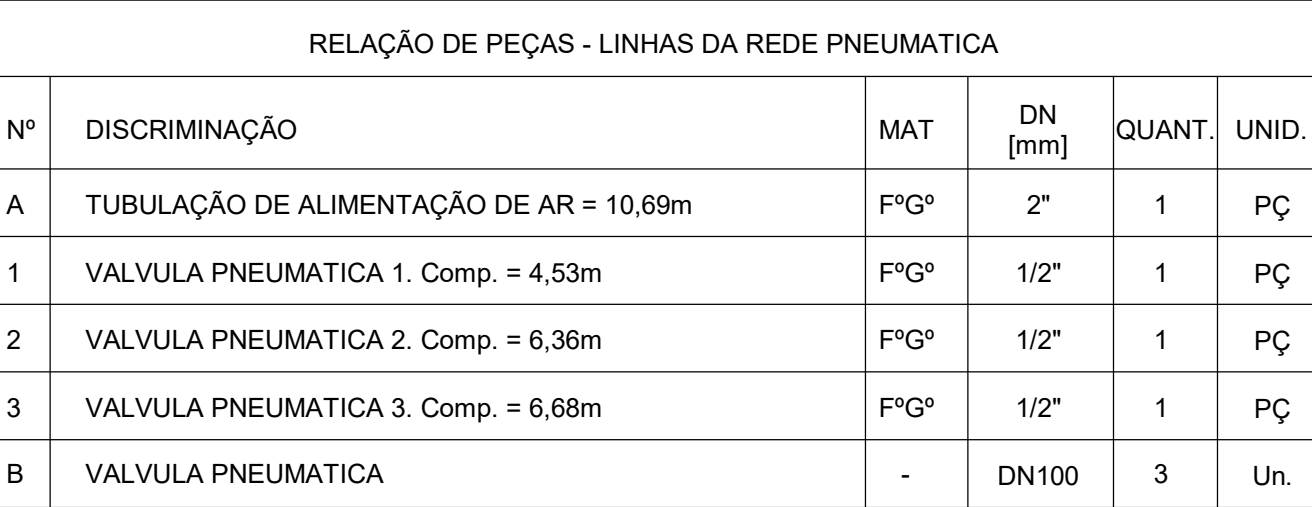 RELAÇÃO DE PEÇAS - LINHAS DA REDE PNEUMATICA
Nº DISCRIMINAÇÃO MAT DN [mm] QUANT. UNID.
A TUBULAÇÃO DE ALIMENTAÇÃO DE AR = 10,69m FºGº 2" 1 PÇ
1 VALVULA PNEUMATICA 1. Comp. = 4,53m FºGº 1/2" 1 PÇ
2 VALVULA PNEUMATICA 2. Comp. = 6,36m FºGº 1/2" 1 PÇ
3 VALVULA PNEUMATICA 3. Comp. = 6,68m FºGº 1/2" 1 PÇ
B VALVULA PNEUMATICA - DN100 3 Un.